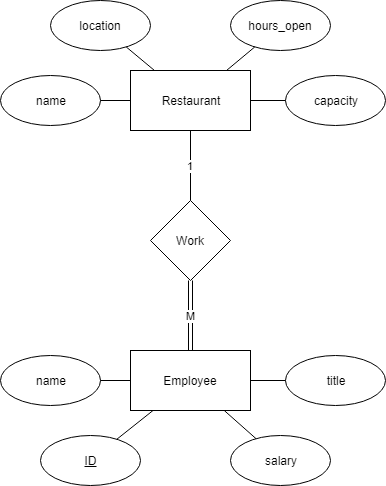 location
hours_open
name
Restaurant
capacity
1
Work
M
name
Employee
title
ID
salary